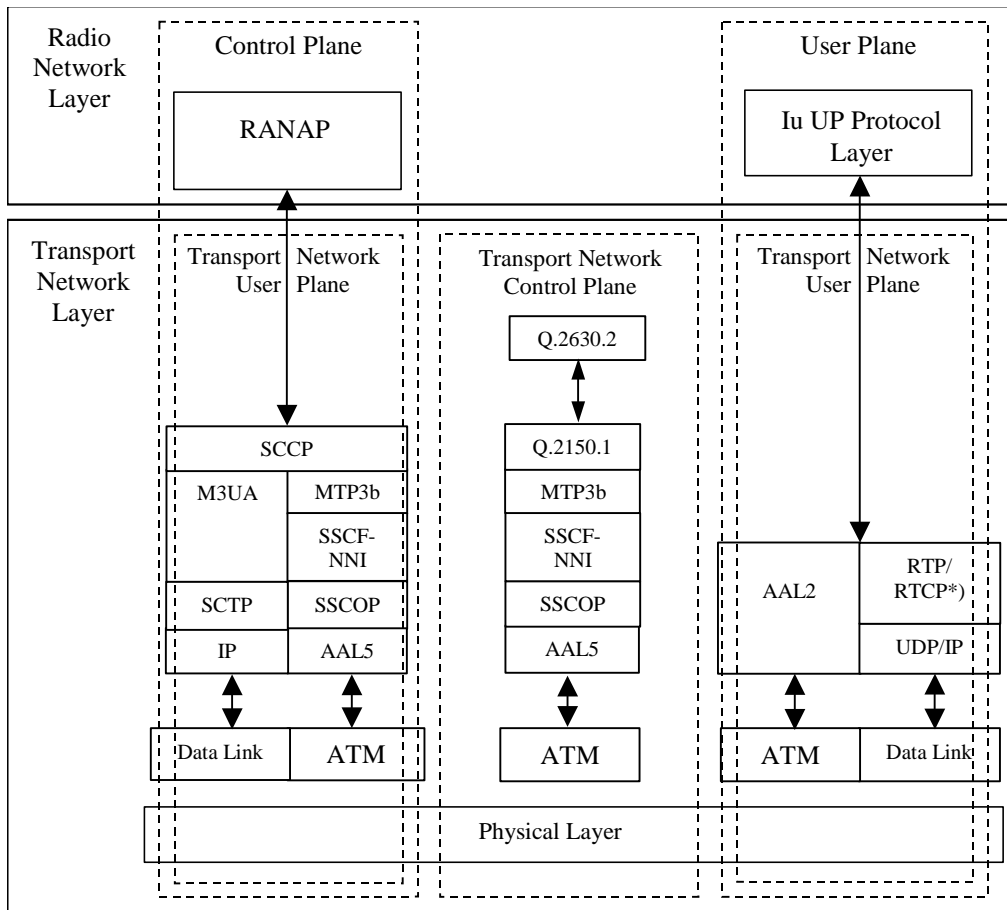 Radio
Network
Layer
Control Plane
User Plane
RANAP
Iu UP Protocol
Layer
Transport
Network
Layer
Transport Network
User Plane
Transport Network
Control Plane
Transport Network
User Plane
Q.2630.2
SCCP
M3UA
MTP3b
SSCF-
NNI
SCTP
SSCOP
IP
AAL5
Q.2150.1
MTP3b
SSCF-
NNI
SSCOP
AAL5
AAL2
RTP/
RTCP*)
UDP/IP
Data Link
ATM
ATM
ATM
Data Link
Physical Layer